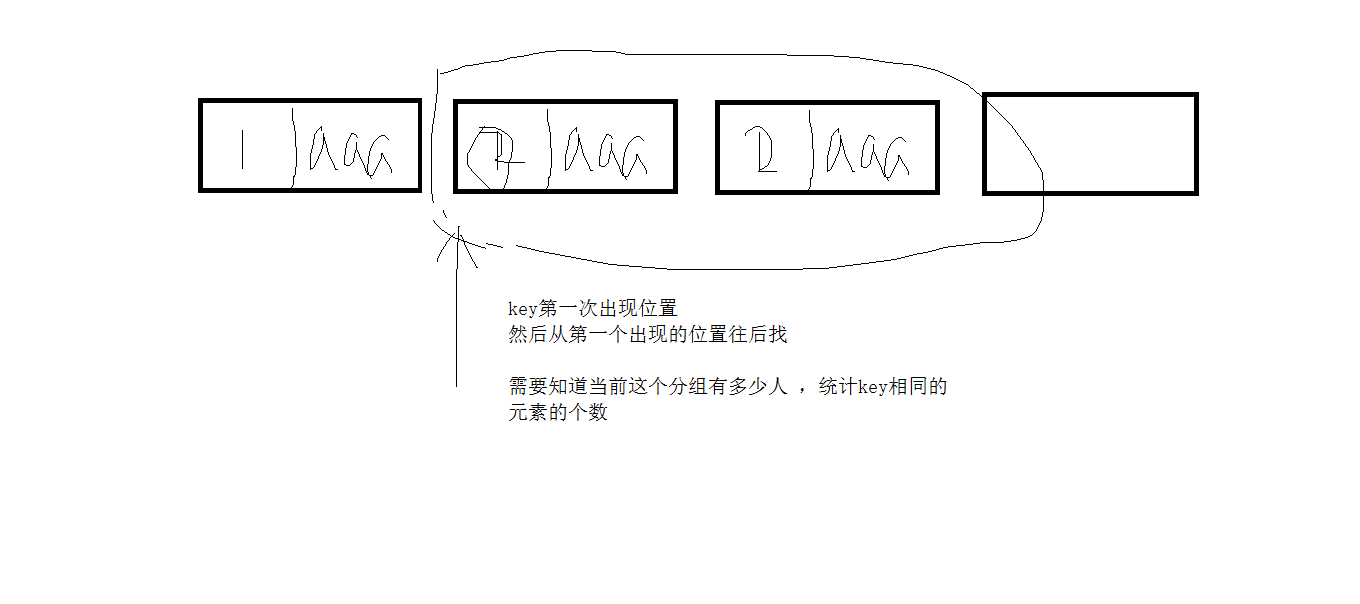 1 aaa
aaa
2 aaa
key第一次出现位置
然后从第一个出现的位置往后找
需要知道当前这个分组有多少人 ，统计key相同的
元素的个数